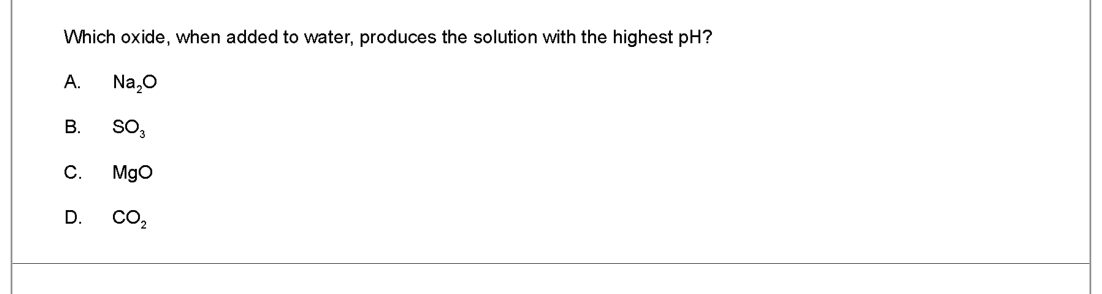 Which oxide, when added to water, produces the solution with the highest pH?
A. Na₂O
B. SO₃
C. MgO
D. CO₂